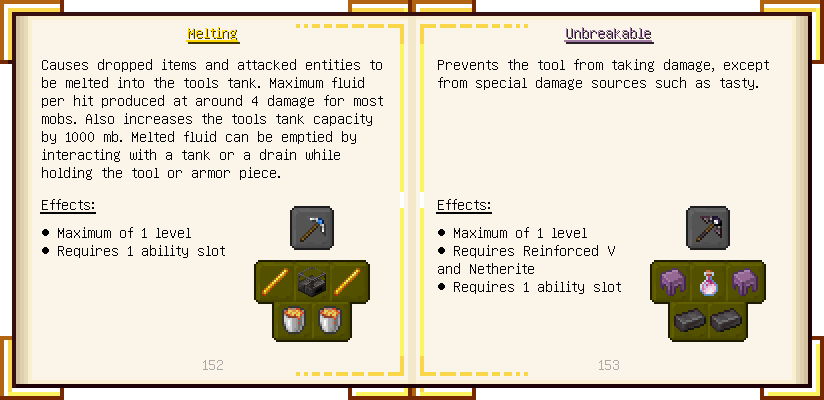 Melting
Causes dropped items and attacked entities to
be melted into the tools tank. Maximum fluid
per hit produced at around 4 damage for most
mobs. Also increases the tools tank capacity
by 1000 mb. Melted fluid can be emptied by
interacting with a tank or a drain while
holding the tool or armor piece.
Effects:
● Maximum of 1 level
● Requires 1 ability slot
152
Unbreakable
Prevents the tool from taking damage, except
from special damage sources such as tasty.
Effects:
● Maximum of 1 level
● Requires Reinforced V
and Netherite
● Requires 1 ability slot
153